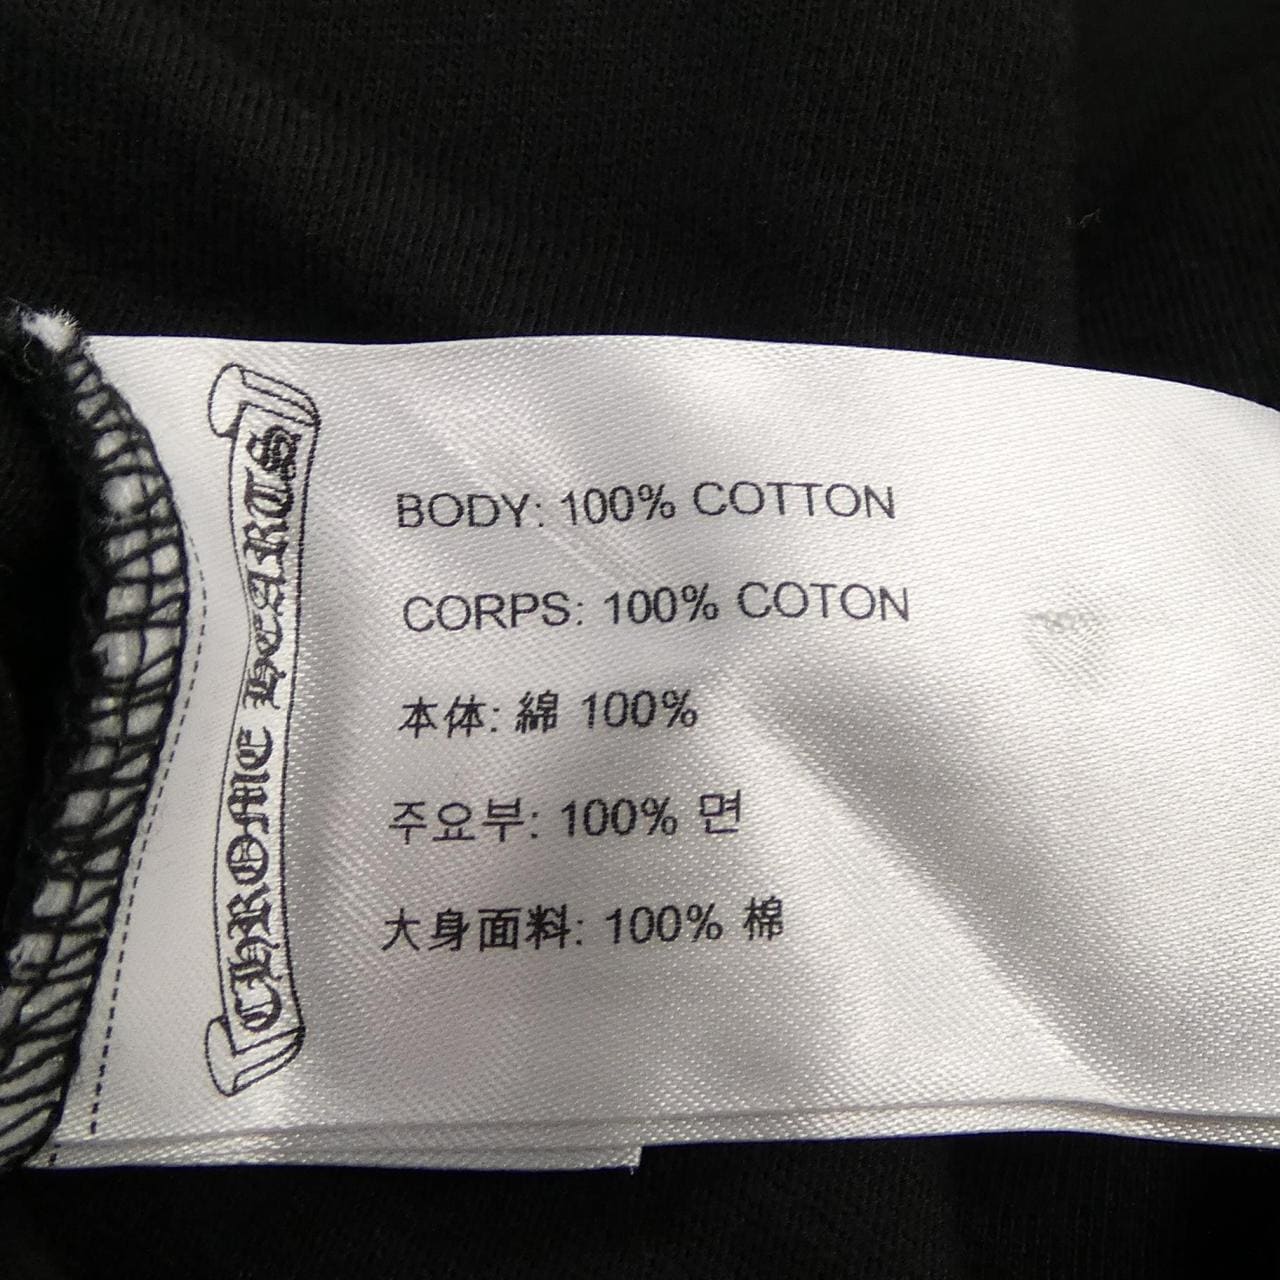 CHROME HEARTS
BODY: 100% COTTON
CORPS: 100% COTON
本体: 綿 100%
주요부: 100% 면
大身面料: 100% 棉